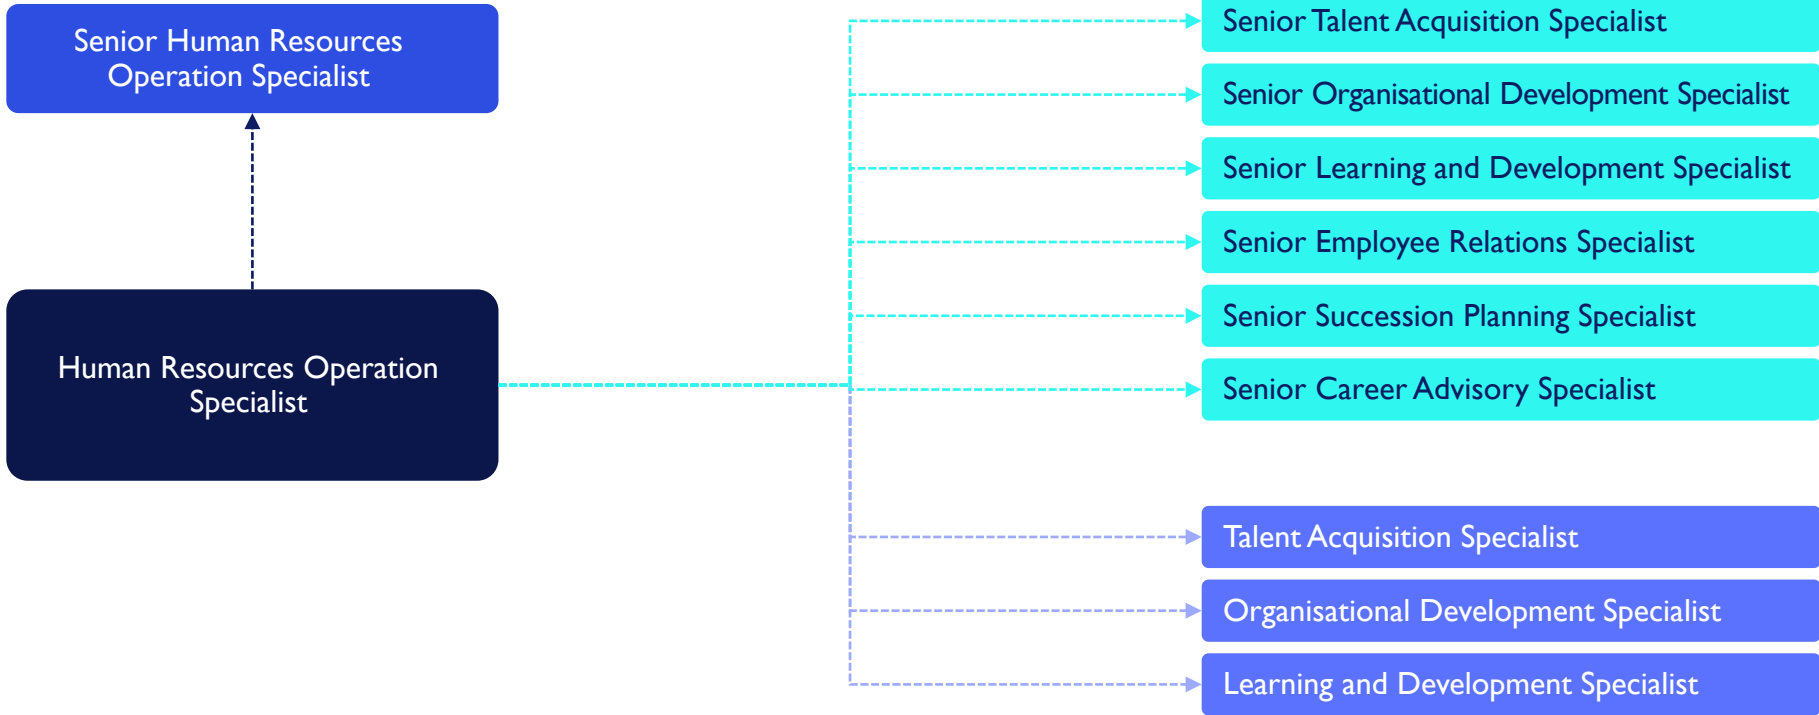 Senior Human Resources
Operation Specialist
Human Resources Operation
Specialist
Senior Talent Acquisition Specialist
Senior Organisational Development Specialist
Senior Learning and Development Specialist
Senior Employee Relations Specialist
Senior Succession Planning Specialist
Senior Career Advisory Specialist
Talent Acquisition Specialist
Organisational Development Specialist
Learning and Development Specialist